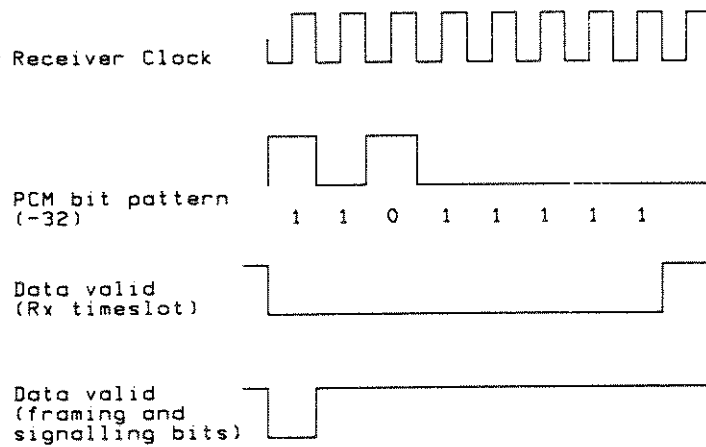 Receiver Clock
PCM bit pattern
(-32)
1 1 0 1 1 1 1 1
Data valid
(Rx timeslot)
Data valid
(framing and
signalling bits)